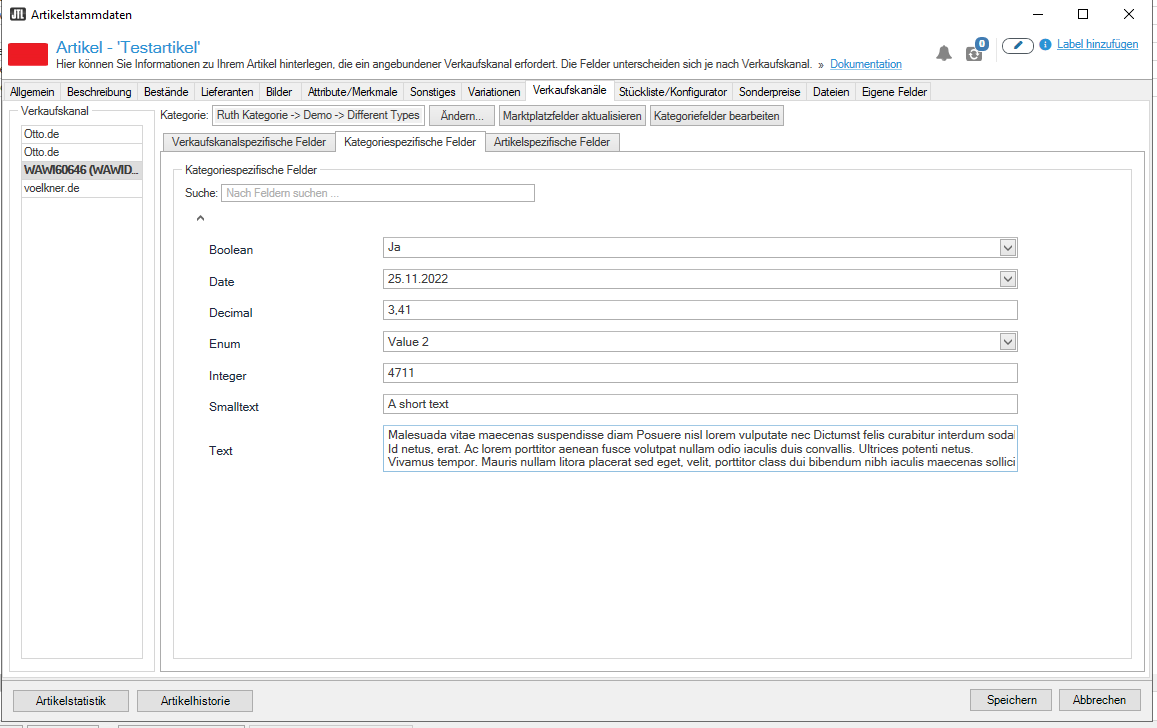 JTL Artikelstammdaten
Artikel - 'Testartikel'
Hier können Sie Informationen zu Ihrem Artikel hinterlegen, die ein angebundener Verkaufskanal erfordert. Die Felder unterscheiden sich je nach Verkaufskanal. » Dokumentation
0
Label hinzufügen
Allgemein Beschreibung Bestände Lieferanten Bilder Attribute/Merkmale Sonstiges Variationen Verkaufskanäle Stückliste/Konfigurator Sonderpreise Dateien Eigene Felder
Verkaufskanal
Otto.de
Otto.de
WAWI60646 (WAWID...
voelkner.de
Kategorie: Ruth Kategorie -> Demo -> Different Types Ändern... Marktplatzfelder aktualisieren Kategoriefelder bearbeiten
Verkaufskanalspezifische Felder Kategoriespezifische Felder Artikelspezifische Felder
Kategoriespezifische Felder
Suche: Nach Feldern suchen ...
Boolean Ja
Date 25.11.2022
Decimal 3,41
Enum Value 2
Integer 4711
Smalltext A short text
Text
Malesuada vitae maecenas suspendisse diam Posuere nisl lorem vulputate nec Dictumst felis curabitur interdum sodal
Id netus, erat. Ac lorem porttitor aenean fusce volutpat nullam odio iaculis duis convallis. Ultrices potenti netus.
Vivamus tempor. Mauris nullam litora placerat sed eget, velit, porttitor class dui bibendum nibh iaculis maecenas sollici
Artikelstatistik Artikelhistorie Speichern Abbrechen